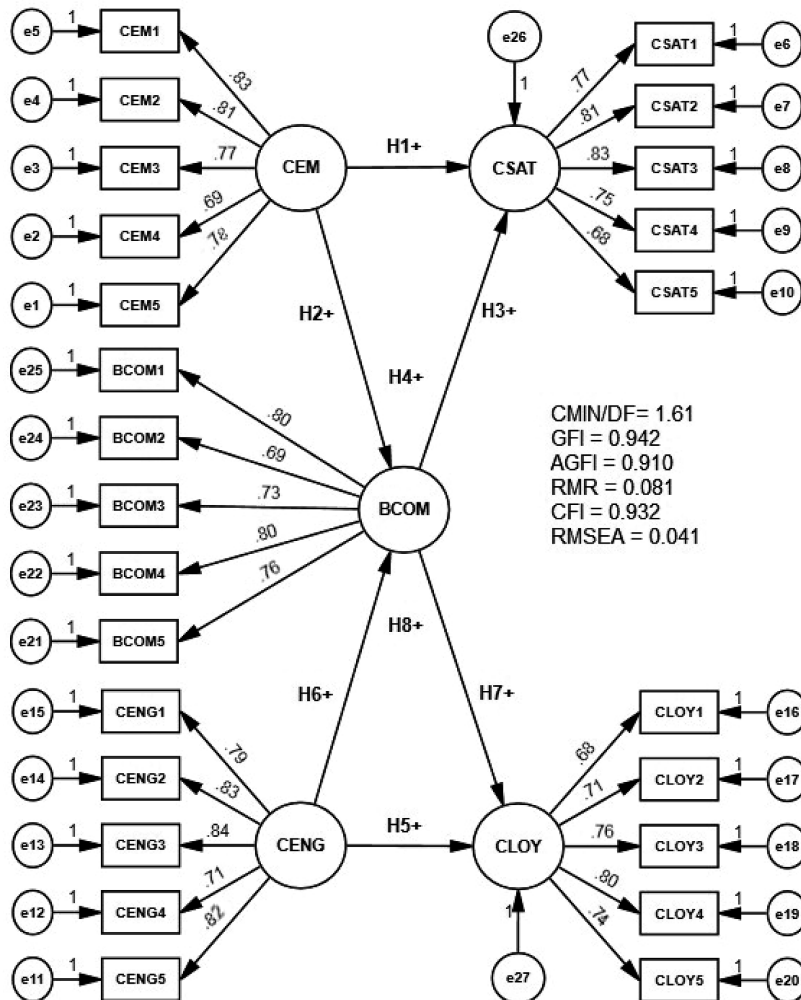 e5 1 CEM1
e4 1 CEM2
e3 1 CEM3
e2 1 CEM4
e1 1 CEM5
.83
.81
.77
.69
.78
CEM
H1+
e26
1
CSAT
.77
.81
.83
.75
.68
CSAT1 1 e6
CSAT2 1 e7
CSAT3 1 e8
CSAT4 1 e9
CSAT5 1 e10
H2+
H3+
H4+
e25 1 BCOM1
e24 1 BCOM2
e23 1 BCOM3
e22 1 BCOM4
e21 1 BCOM5
.80
.69
.73
.80
.76
BCOM
CMIN/DF= 1.61
GFI = 0.942
AGFI = 0.910
RMR = 0.081
CFI = 0.932
RMSEA = 0.041
H8+
H6+
H7+
e15 1 CENG1
e14 1 CENG2
e13 1 CENG3
e12 1 CENG4
e11 1 CENG5
.79
.83
.84
.71
.82
CENG
H5+
CLOY
1
e27
.68
.71
.76
.80
.74
CLOY1 1 e16
CLOY2 1 e17
CLOY3 1 e18
CLOY4 1 e19
CLOY5 1 e20